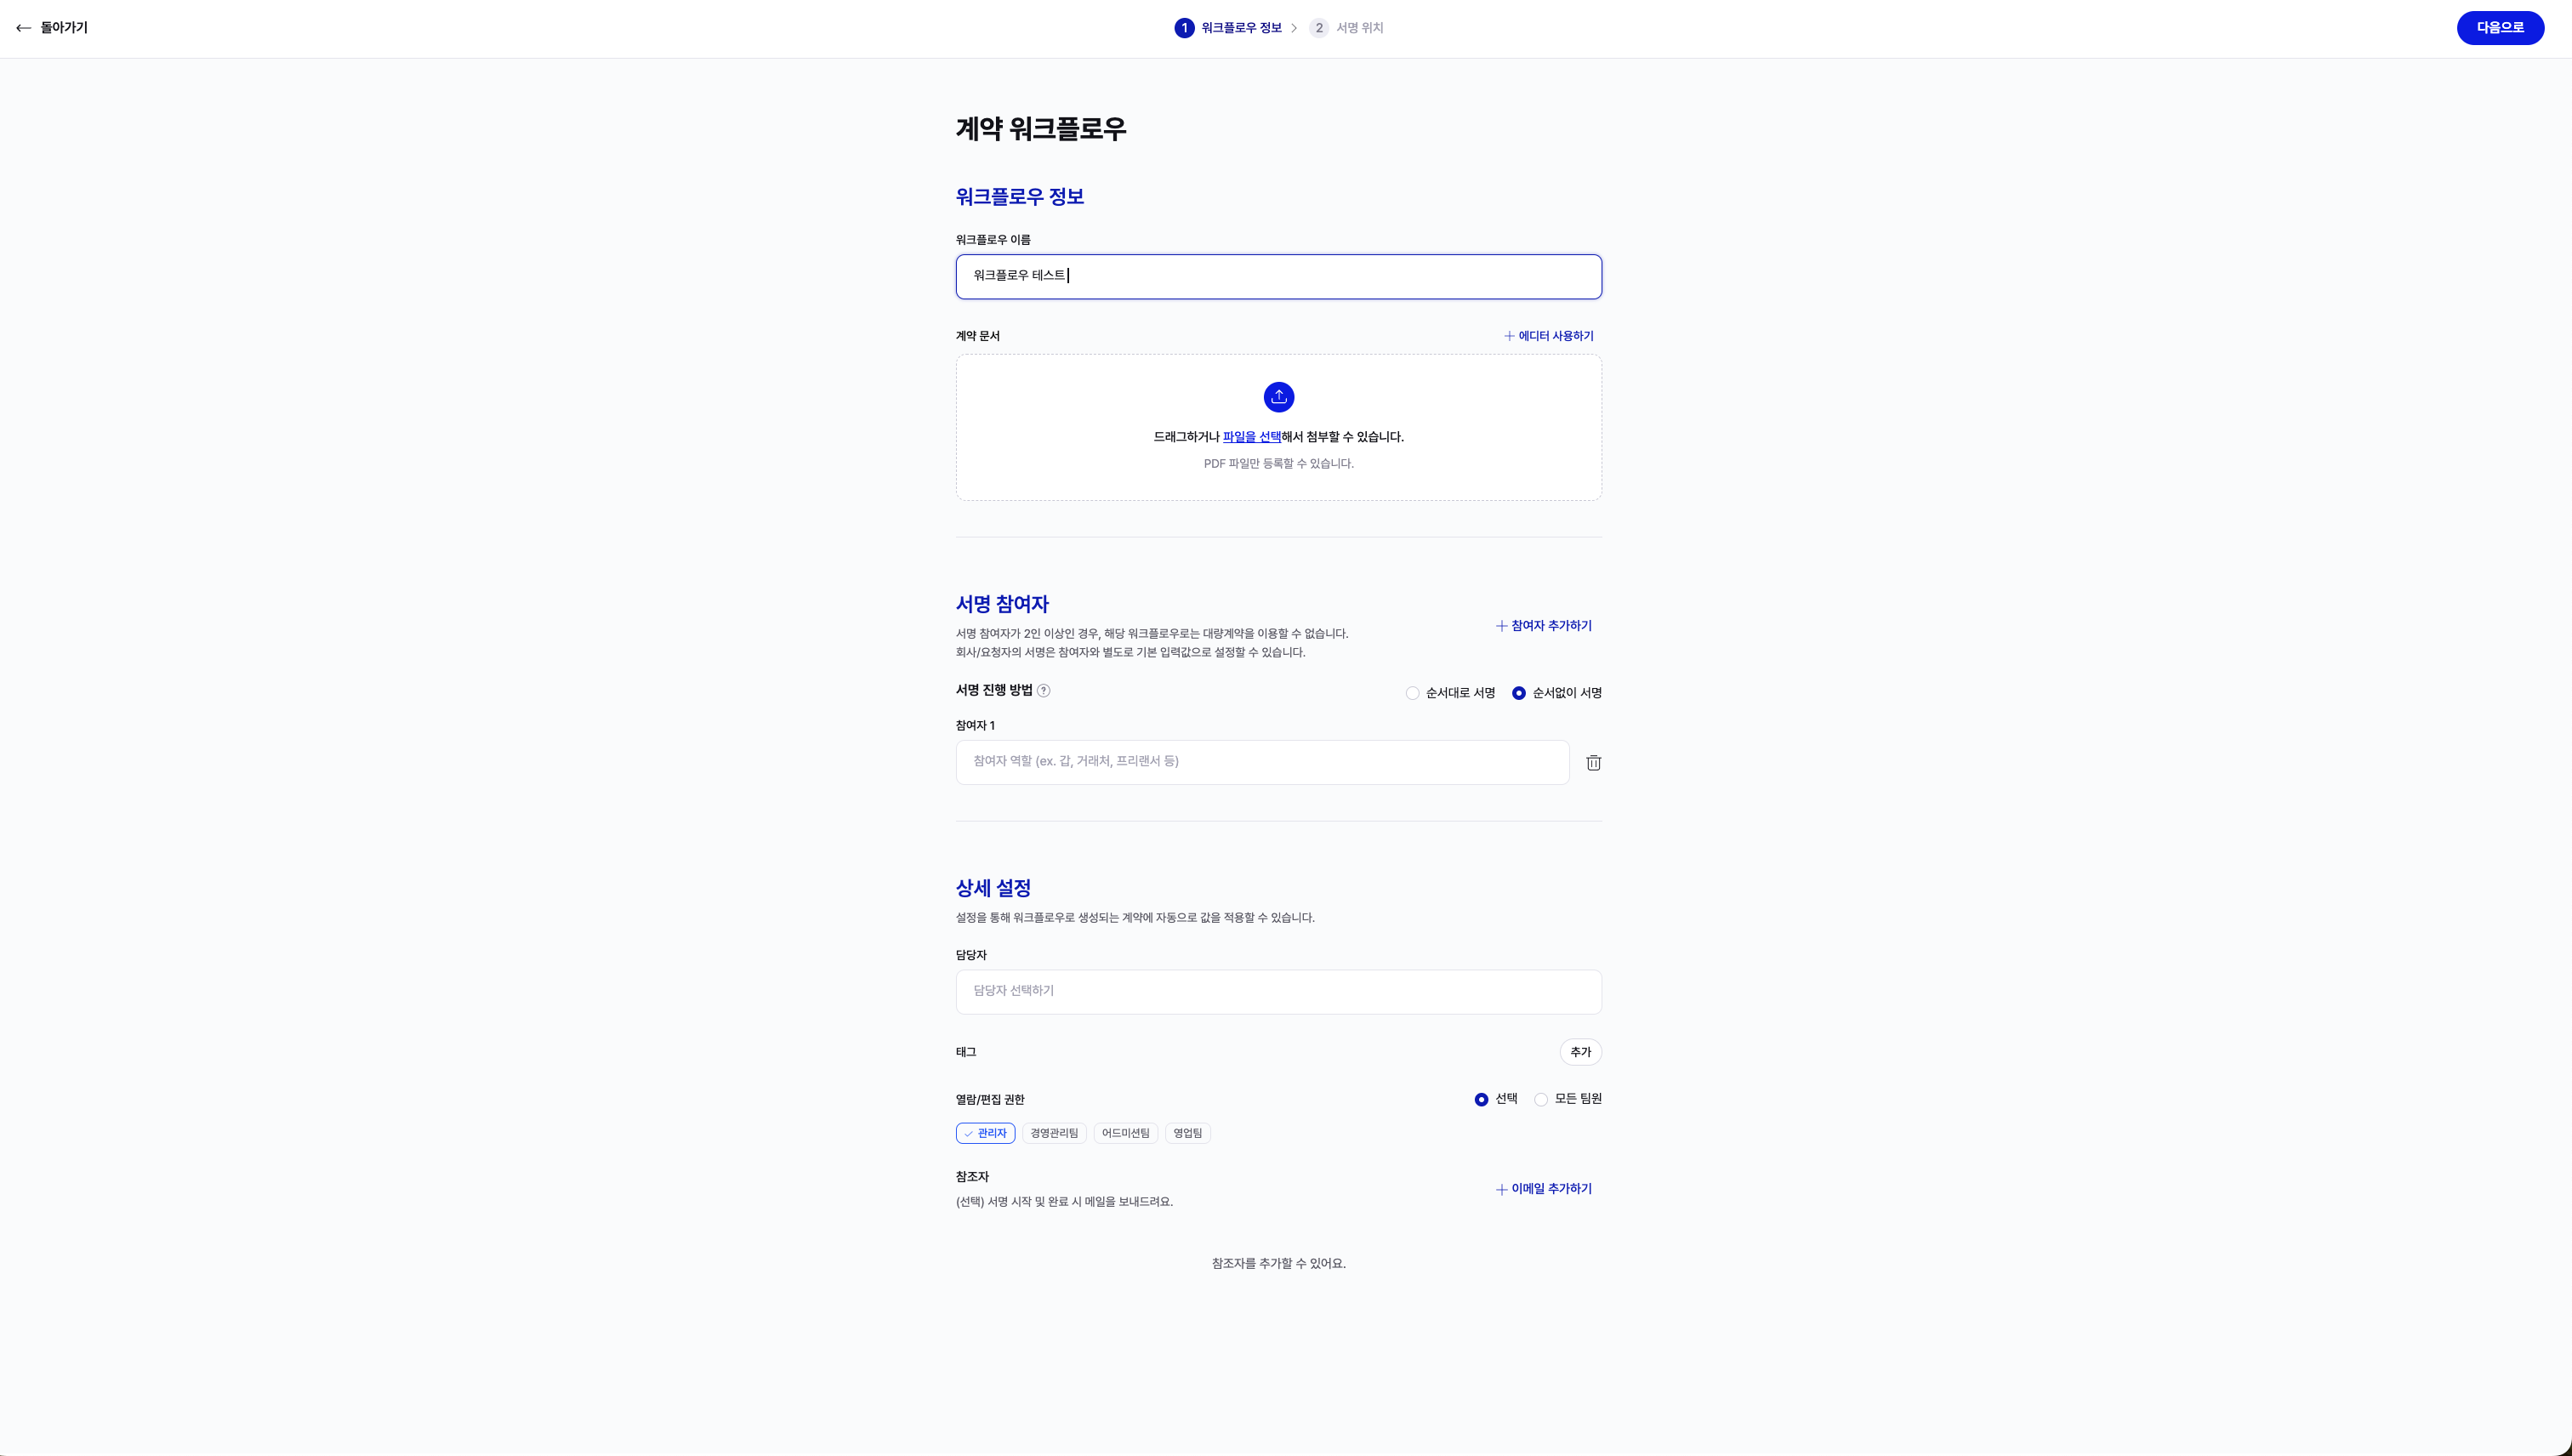 돌아가기
1 워크플로우 정보
2 서명 위치
다음으로
계약 워크플로우
워크플로우 정보
워크플로우 이름
워크플로우 테스트
계약 문서
에디터 사용하기
드래그하거나 파일을 선택해서 첨부할 수 있습니다.
PDF 파일만 등록할 수 있습니다.
서명 참여자
서명 참여자가 2인 이상인 경우, 해당 워크플로우로는 대량계약을 이용할 수 없습니다.
회사/요청자의 서명은 참여자와 별도로 기본 입력값으로 설정할 수 있습니다.
참여자 추가하기
서명 진행 방법 ?
순서대로 서명
순서없이 서명
참여자 1
참여자 역할 (ex. 갑, 거래처, 프리랜서 등)
상세 설정
설정을 통해 워크플로우로 생성되는 계약에 자동으로 값을 적용할 수 있습니다.
담당자
담당자 선택하기
태그
추가
열람/편집 권한
선택
모든 팀원
관리자
경영관리팀
어드미션팀
영업팀
참조자
(선택) 서명 시작 및 완료 시 메일을 보내드려요.
이메일 추가하기
참조자를 추가할 수 있어요.